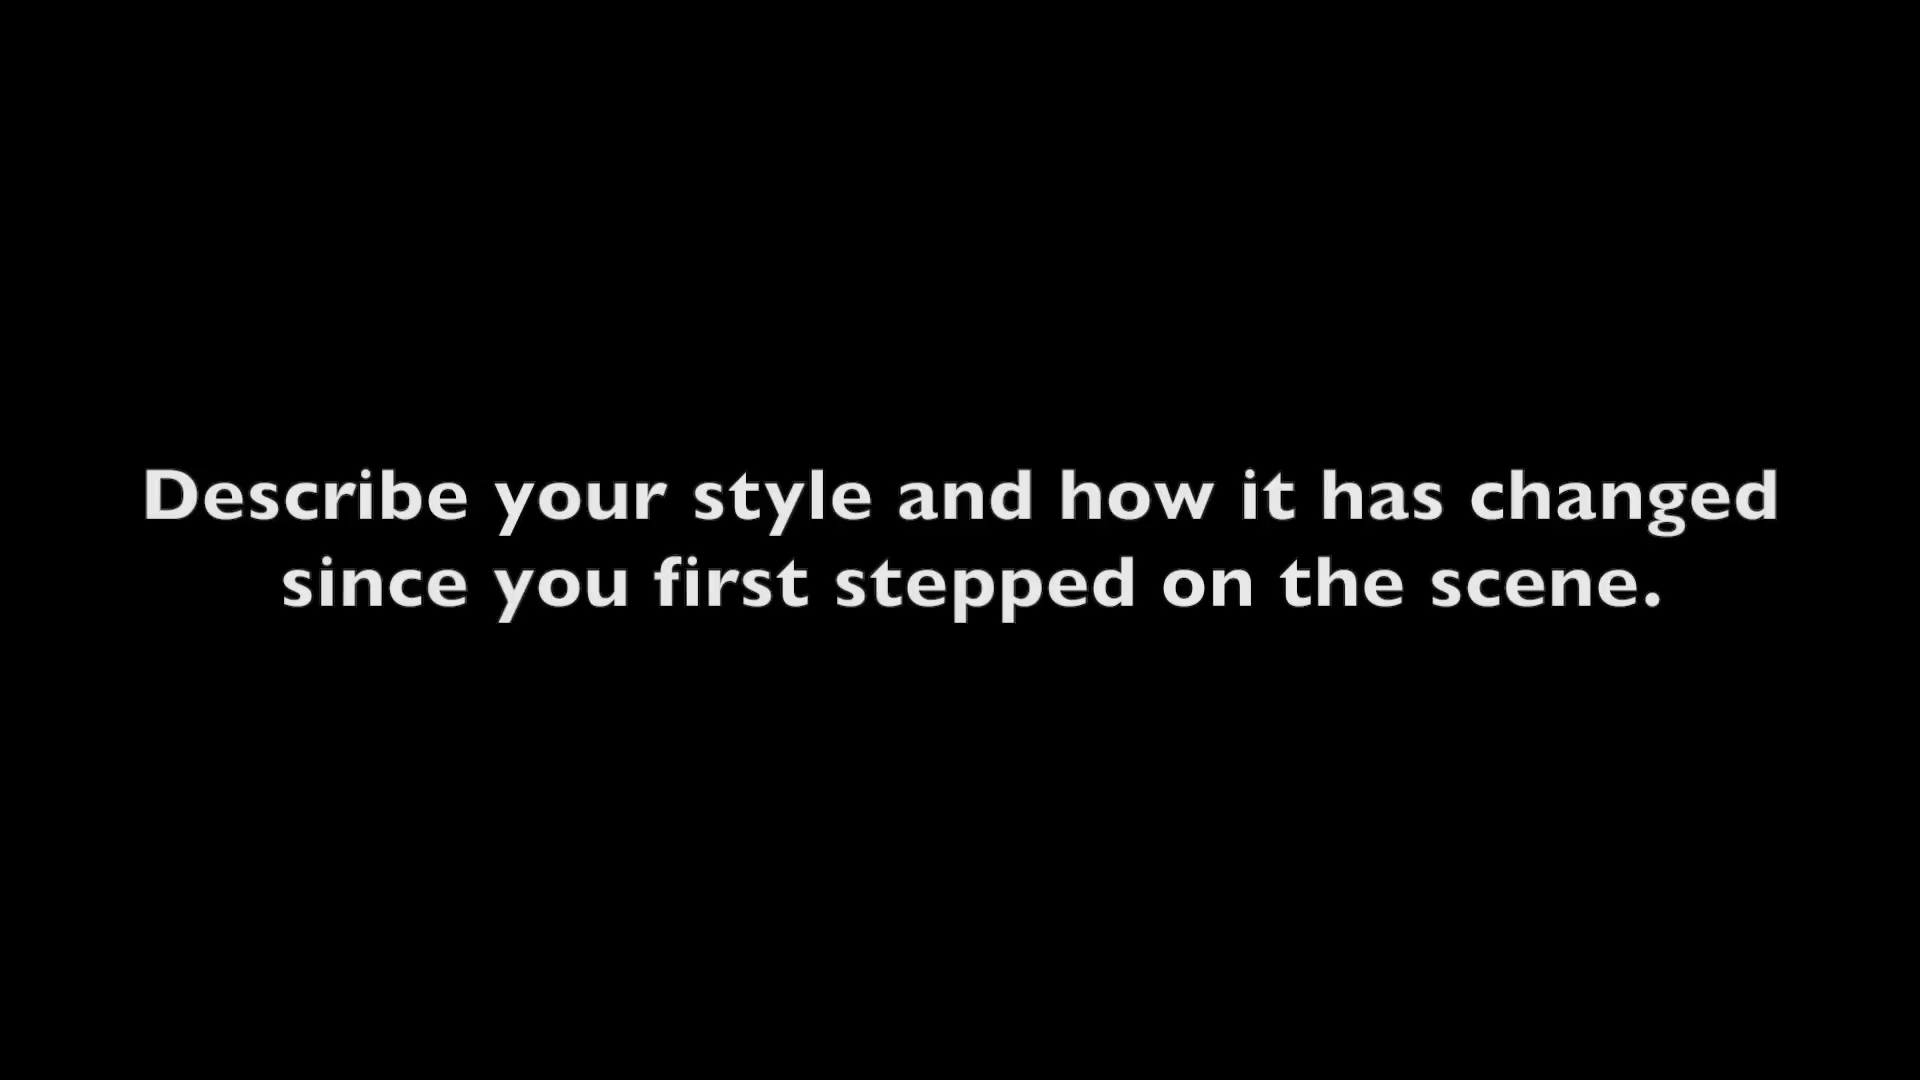 Describe your style and how it has changed
since you first stepped on the scene.